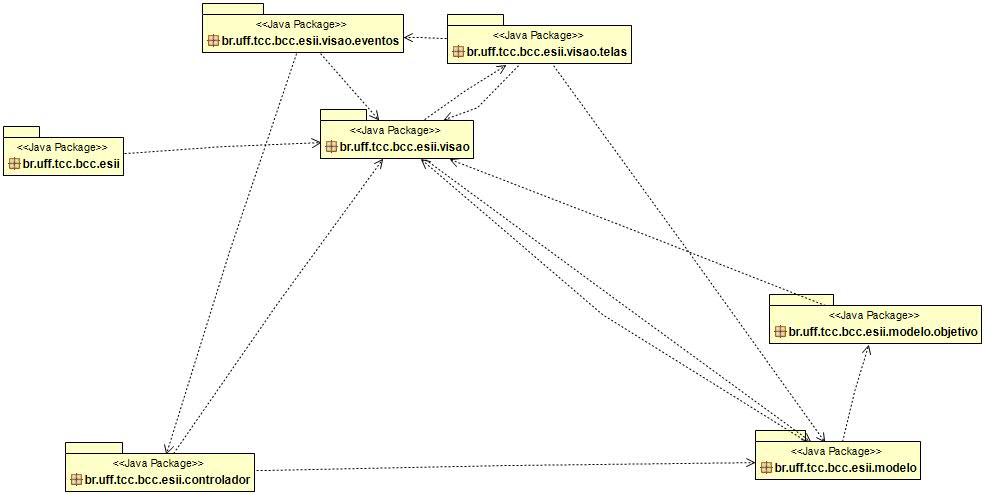 <<Java Package>>
br.uff.tcc.bcc.esii.visao.eventos
<<Java Package>>
br.uff.tcc.bcc.esii.visao.telas
<<Java Package>>
br.uff.tcc.bcc.esii.visao
<<Java Package>>
br.uff.tcc.bcc.esii
<<Java Package>>
br.uff.tcc.bcc.esii.modelo.objetivo
<<Java Package>>
br.uff.tcc.bcc.esii.modelo
<<Java Package>>
br.uff.tcc.bcc.esii.controlador